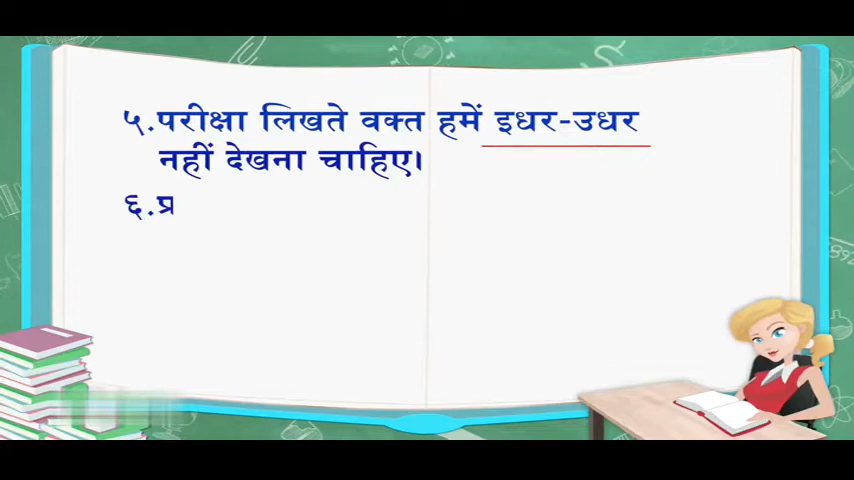 ५.परीक्षा लिखते वक्त हमें इधर-उधर
नहीं देखना चाहिए।
६.प्र